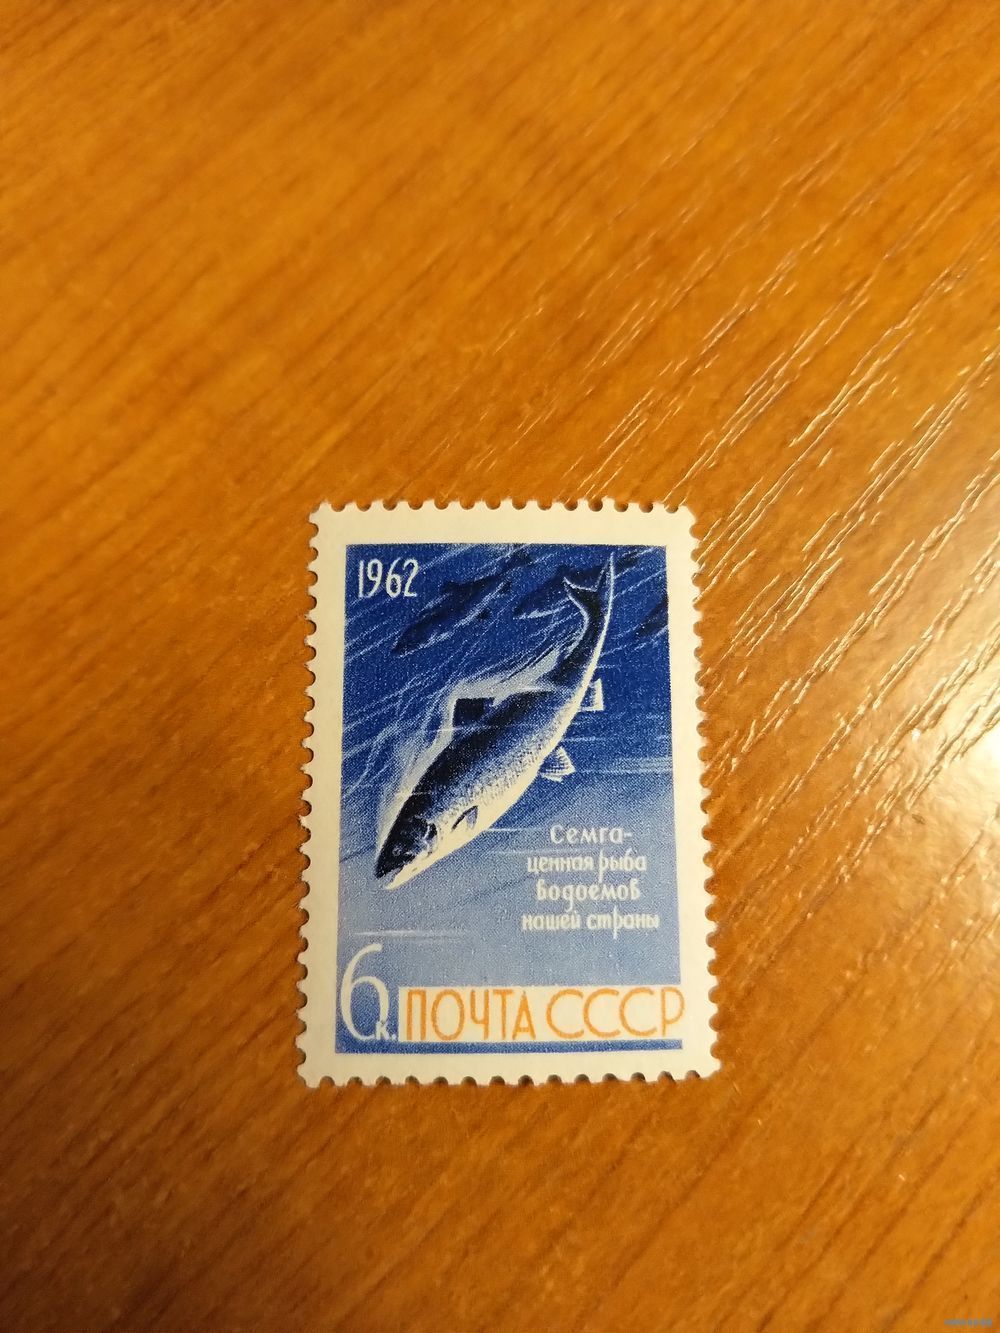 1962
Семга-
ценная рыба
водоемов
нашей страны
6к. ПОЧТА СССР